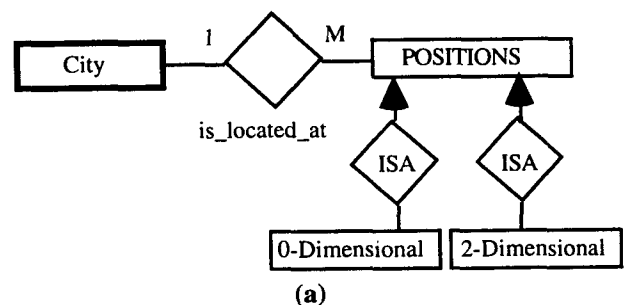 1 M
City POSITIONS
is_located_at
ISA ISA
0-Dimensional 2-Dimensional
(a)